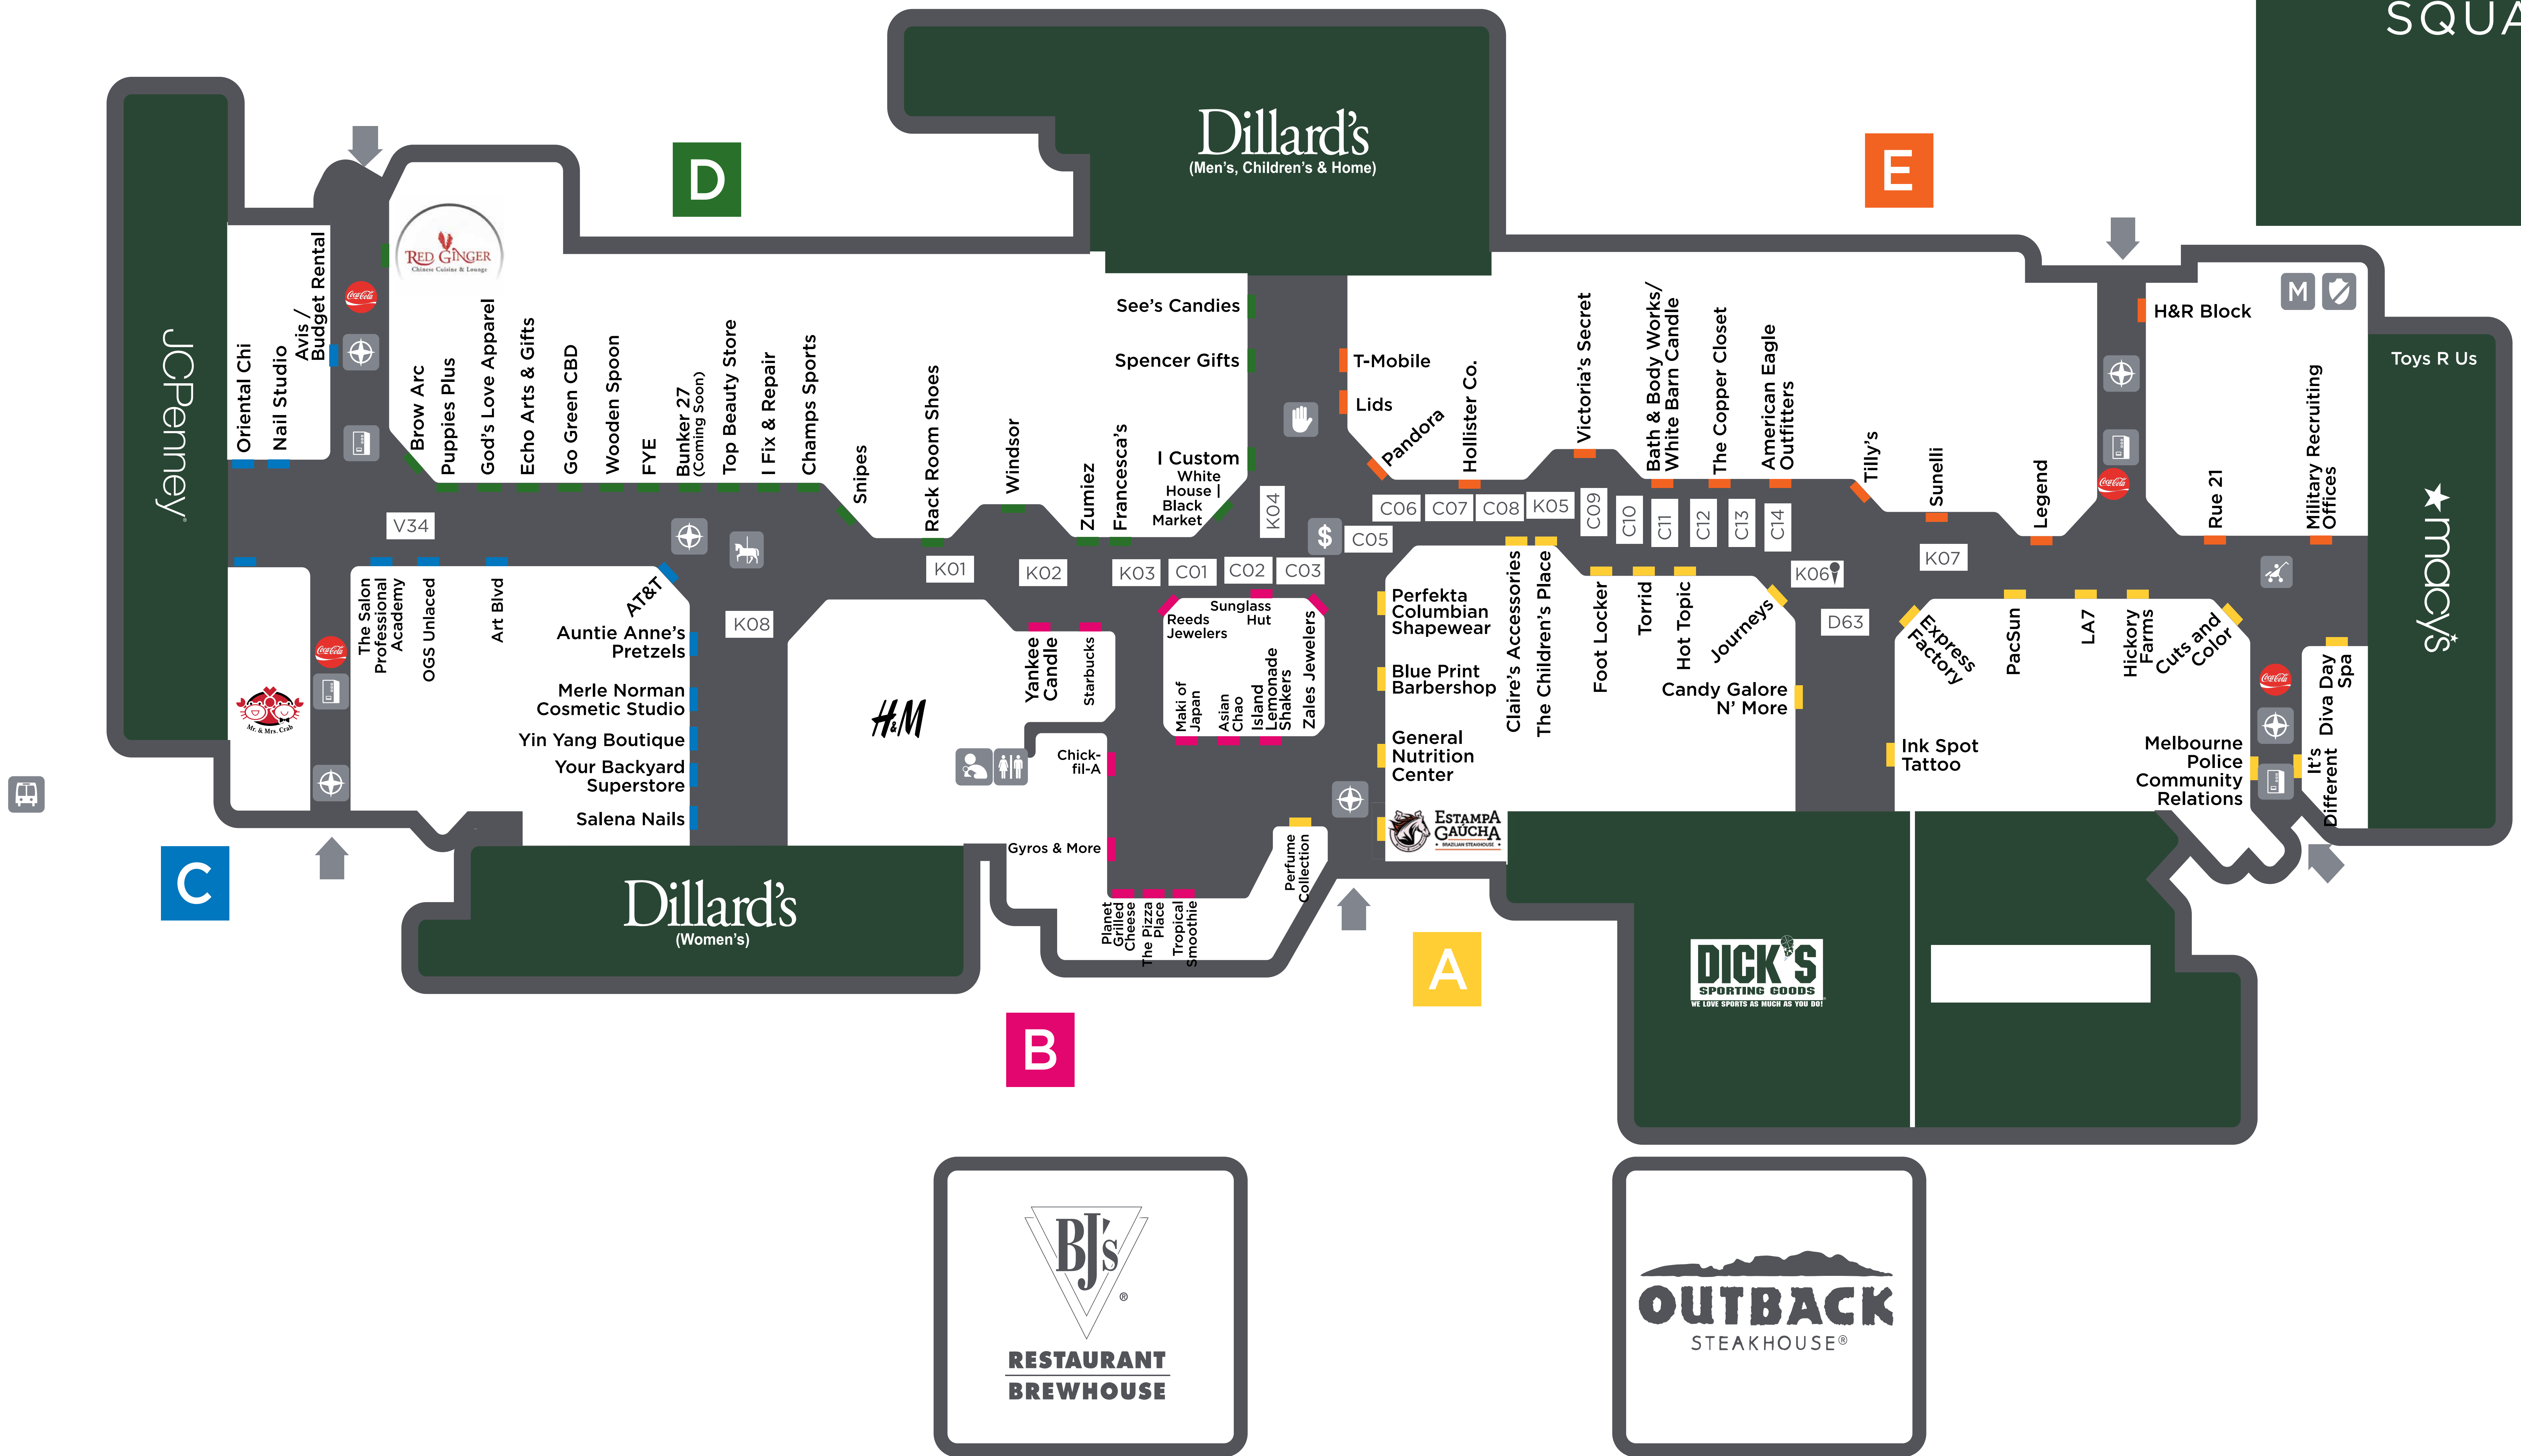 SQUA
Dillard's
(Men's, Children's & Home)
D
E
JCPenney
RED GINGER
Chinese Cuisine & Lounge
Coca-Cola
Avis /
Budget Rental
Oriental Chi
Nail Studio
Brow Arc
Puppies Plus
God's Love Apparel
Echo Arts & Gifts
Go Green CBD
Wooden Spoon
FYE
Bunker 27
(Coming Soon)
Top Beauty Store
I Fix & Repair
Champs Sports
Snipes
Rack Room Shoes
Windsor
Zumiez
Francesca's
See's Candies
Spencer Gifts
I Custom
White
House |
Black
Market
T-Mobile
Lids
Pandora
Hollister Co.
Victoria's Secret
Bath & Body Works/
White Barn Candle
The Copper Closet
American Eagle
Outfitters
Tilly's
Sunelli
Legend
Coca-Cola
H&R Block
M
Rue 21
Military Recruiting
Offices
Toys R Us
macy's
V34
K01
K02
K03
C01
C02
C03
K04
$
C05
C06
C07
C08
K05
C09
C10
C11
C12
C13
C14
K06
K07
D63
K08
Coca-Cola
Mr. & Mrs. Crab
The Salon
Professional
Academy
OGS Unlaced
Art Blvd
AT&T
Auntie Anne's
Pretzels
Merle Norman
Cosmetic Studio
Yin Yang Boutique
Your Backyard
Superstore
Salena Nails
H&M
Yankee
Candle
Starbucks
Chick-
fil-A
Gyros & More
Planet
Grilled
Cheese
The Pizza
Place
Tropical
Smoothie
Reeds
Jewelers
Sunglass
Hut
Zales Jewelers
Maki of
Japan
Asian
Chao
Island
Lemonade
Shakers
Perfume
Collection
Perfekta
Columbian
Shapewear
Blue Print
Barbershop
General
Nutrition
Center
ESTAMPA
GAÚCHA
BRAZILIAN STEAKHOUSE
Claire's Accessories
The Children's Place
Foot Locker
Torrid
Hot Topic
Journeys
Candy Galore
N' More
Express
Factory
PacSun
LA7
Hickory
Farms
Cuts and
Color
Ink Spot
Tattoo
Melbourne
Police
Community
Relations
Coca-Cola
Diva Day
Spa
It's
Different
C
Dillard's
(Women's)
B
A
DICK'S
SPORTING GOODS
WE LOVE SPORTS AS MUCH AS YOU DO!
BJ's
®
RESTAURANT
BREWHOUSE
OUTBACK
STEAKHOUSE®